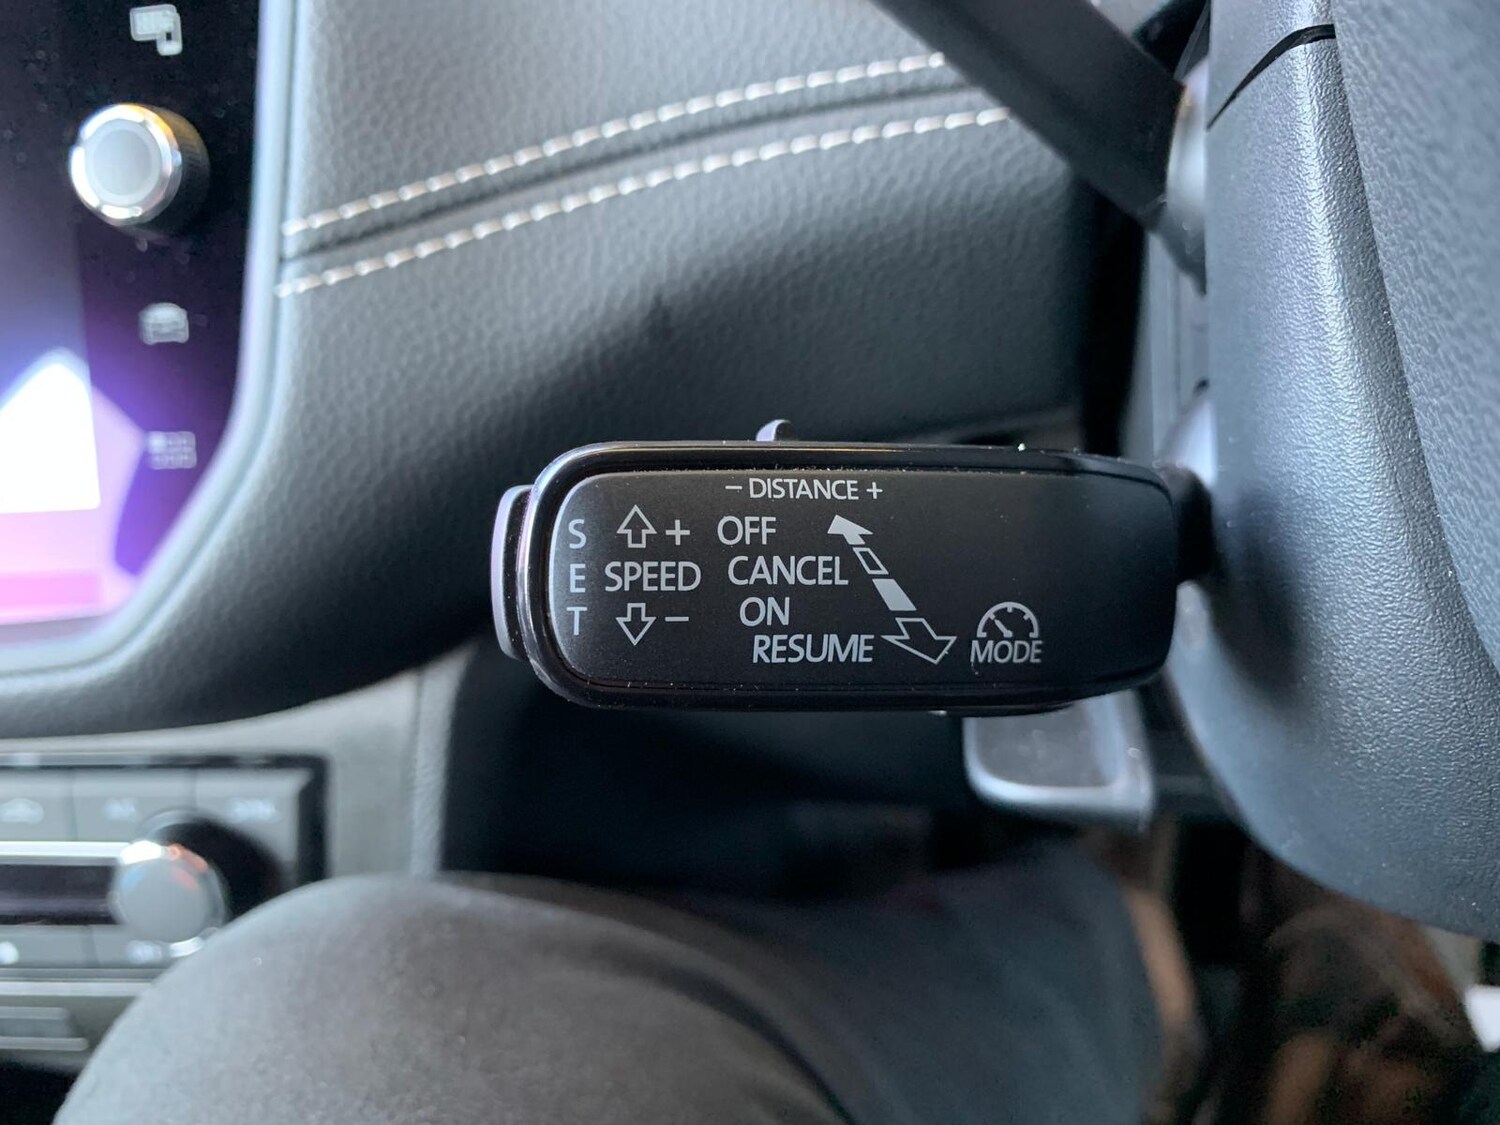 − DISTANCE +
S
E
T
+
SPEED
−
OFF
CANCEL
ON
RESUME
MODE